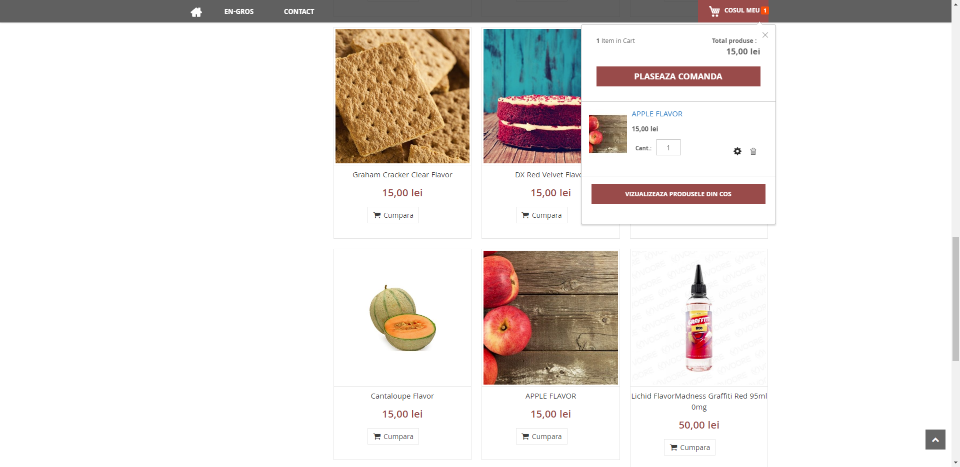 EN-GROS
CONTACT
COSUL MEU 1
1 Item in Cart
Total produse :
15,00 lei
PLASEAZA COMANDA
APPLE FLAVOR
15,00 lei
Cant.: 1
VIZUALIZEAZA PRODUSELE DIN COS
Graham Cracker Clear Flavor
15,00 lei
Cumpara
DX Red Velvet Flavo
15,00 lei
Cumpara
Cantaloupe Flavor
15,00 lei
Cumpara
APPLE FLAVOR
15,00 lei
Cumpara
Lichid FlavorMadness Graffiti Red 95ml
0mg
50,00 lei
Cumpara